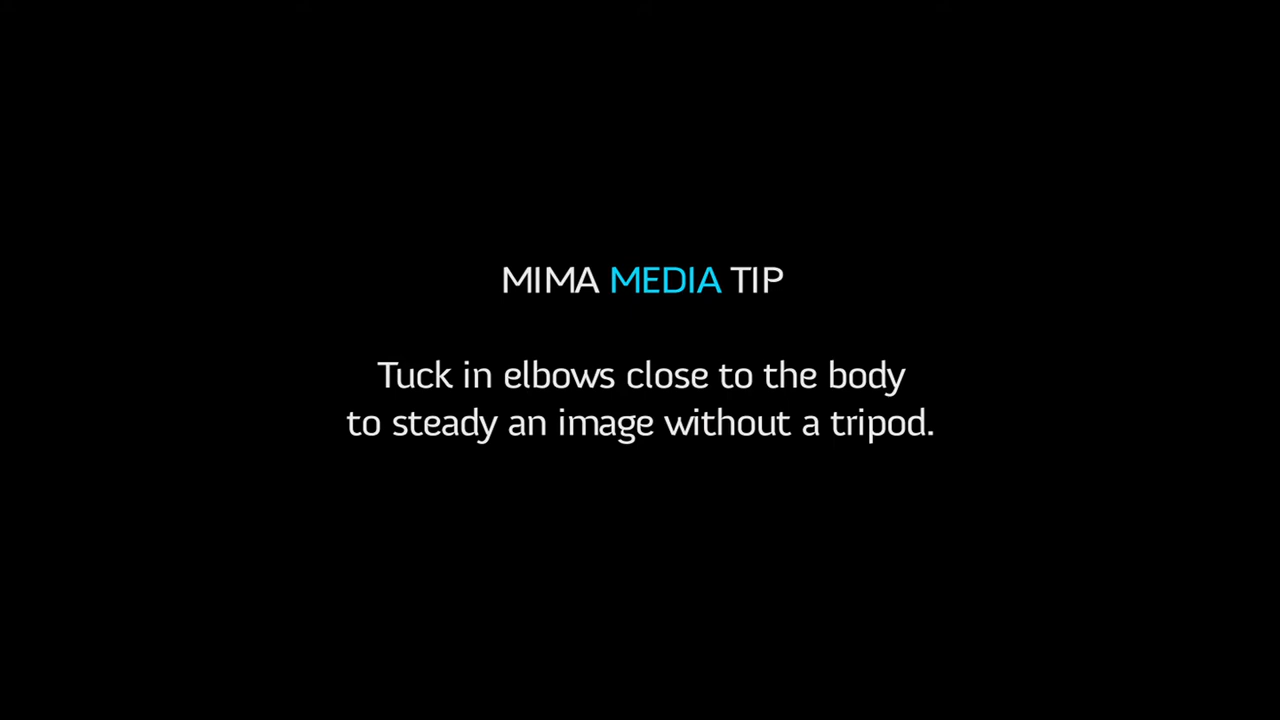 MIMA MEDIA TIP
Tuck in elbows close to the body
to steady an image without a tripod.